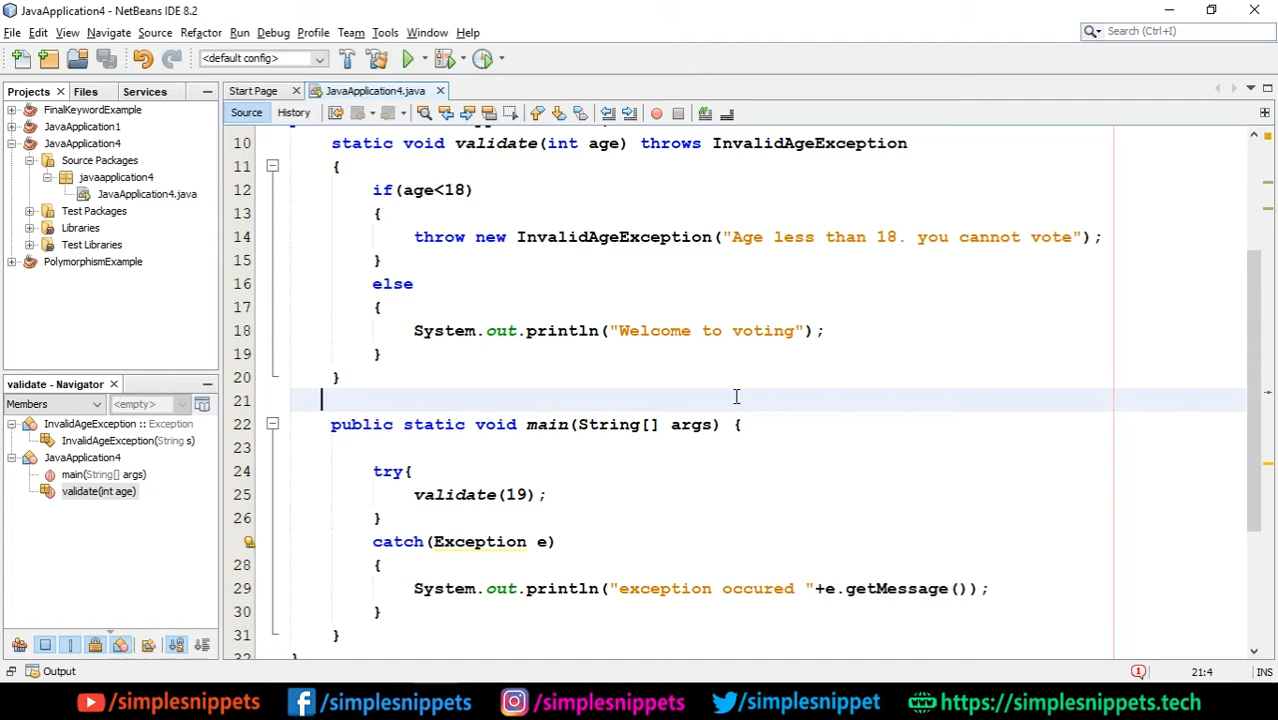 JavaApplication4 - NetBeans IDE 8.2
File Edit View Navigate Source Refactor Run Debug Profile Team Tools Window Help
Search (Ctrl+I)
<default config>
Projects Files Services
Start Page JavaApplication4.java
Source History
FinalKeywordExample
JavaApplication1
JavaApplication4
Source Packages
javaapplication4
JavaApplication4.java
Test Packages
Libraries
Test Libraries
PolymorphismExample
validate - Navigator
Members <empty>
InvalidAgeException :: Exception
InvalidAgeException(String s)
JavaApplication4
main(String[] args)
validate(int age)
10 static void validate(int age) throws InvalidAgeException
11 {
12 if(age<18)
13 {
14 throw new InvalidAgeException("Age less than 18. you cannot vote");
15 }
16 else
17 {
18 System.out.println("Welcome to voting");
19 }
20 }
21
22 public static void main(String[] args) {
23
24 try{
25 validate(19);
26 }
catch(Exception e)
28 {
29 System.out.println("exception occured "+e.getMessage());
30 }
31 }
32 }
Output
1
21:4 INS
/simplesnippets /simplesnippets /simplesnippets /simplesnippets https://simplesnippets.tech